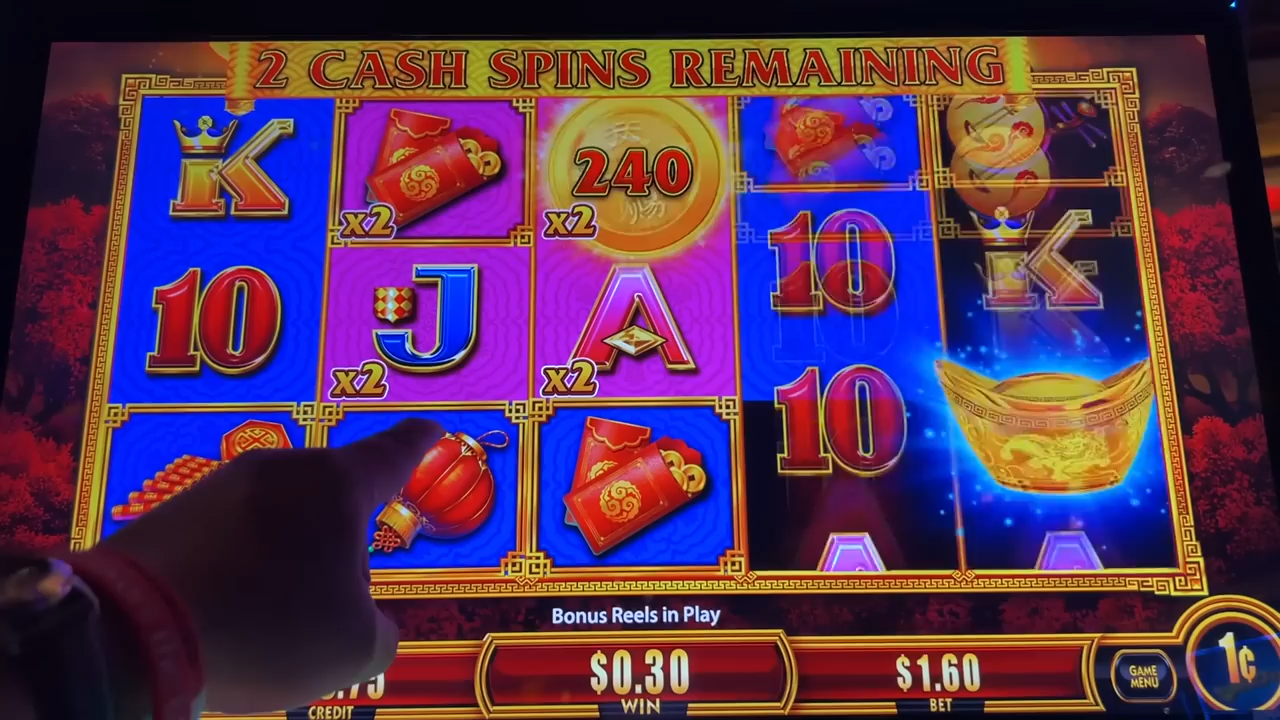 2 CASH SPINS REMAINING
K
240
x2
x2
10
J
A
10
K
x2
x2
10
A
A
Bonus Reels in Play
$0.30
$1.60
GAME
MENU
1¢
CREDIT
WIN
BET